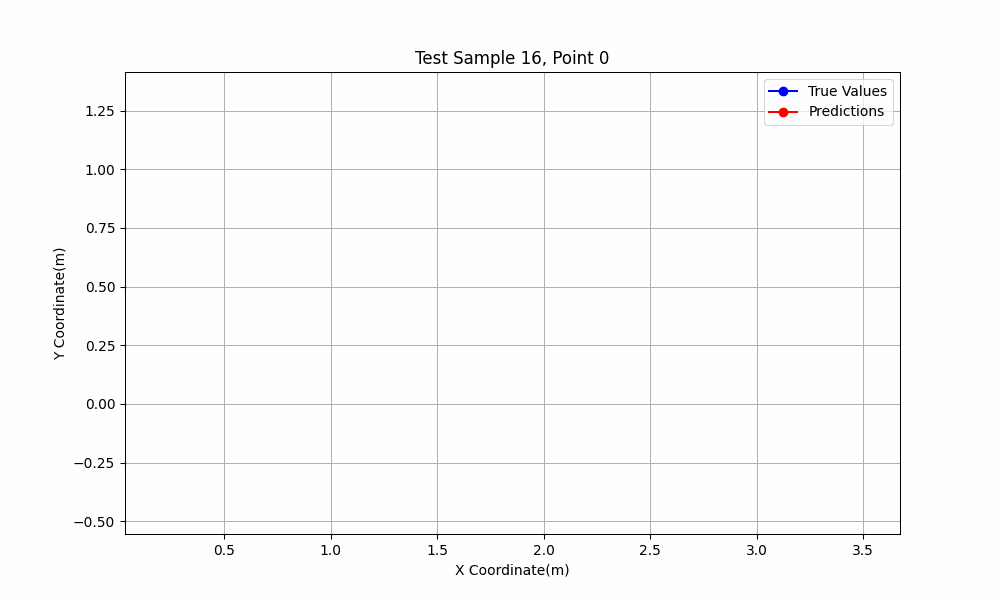 Test Sample 16, Point 0
True Values
Predictions
1.25
1.00
0.75
0.50
0.25
0.00
−0.25
−0.50
Y Coordinate(m)
0.5 1.0 1.5 2.0 2.5 3.0 3.5
X Coordinate(m)